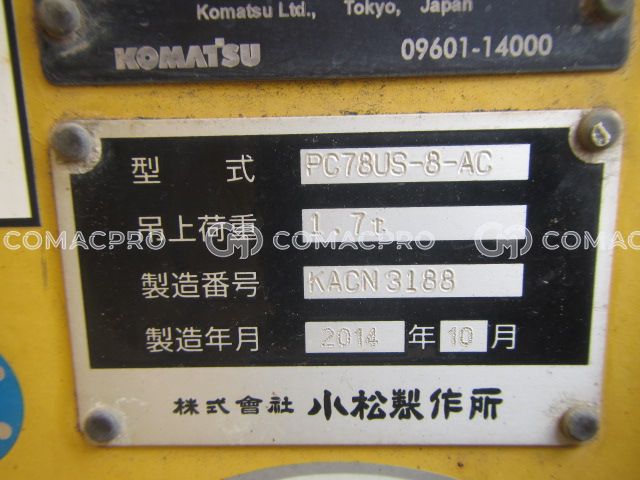 Komatsu Ltd., Tokyo, Japan
KOMATSU 09601-14000
型 式 PC78US-8-AC
吊上荷重 1.7t
COMACPRO COMACPRO COMACPRO
製造番号 KACN 3188
製造年月 2014 年 10 月
株式會社 小松製作所